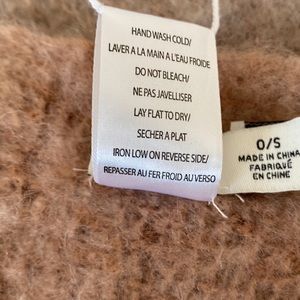 HAND WASH COLD/
LAVER A LA MAIN A L'EAU FROIDE
DO NOT BLEACH/
NE PAS JAVELLISER
LAY FLAT TO DRY/
SECHER A PLAT
IRON LOW ON REVERSE SIDE/
REPASSER AU FER FROID AU VERSO
O/S
MADE IN CHINA
FABRIQUÉ
EN CHINE